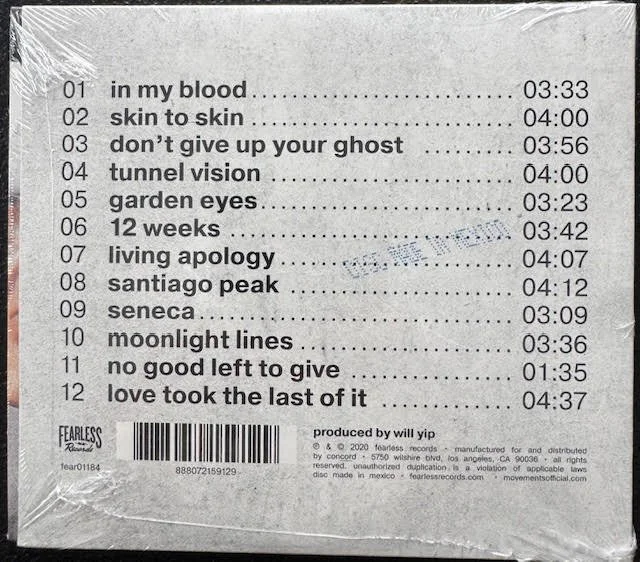 01 in my blood........................... 03:33
02 skin to skin ........................... 04:00
03 don't give up your ghost ......... 03:56
04 tunnel vision ......................... 04:00
05 garden eyes.......................... 03:23
06 12 weeks ............................. 03:42
07 living apology........................ 04:07
08 santiago peak ....................... 04:12
09 seneca................................ 03:09
10 moonlight lines ..................... 03:36
11 no good left to give ................ 01:35
12 love took the last of it ............. 04:37
DISC MADE IN MEXICO
FEARLESS
Records
fear01184
888072159129
produced by will yip
℗ & © 2020 fearless records • manufactured for and distributed
by concord • 5750 wilshire blvd, los angeles, CA 90036 • all rights
reserved. unauthorized duplication is a violation of applicable laws
disc made in mexico • fearlessrecords.com • movementsofficial.com